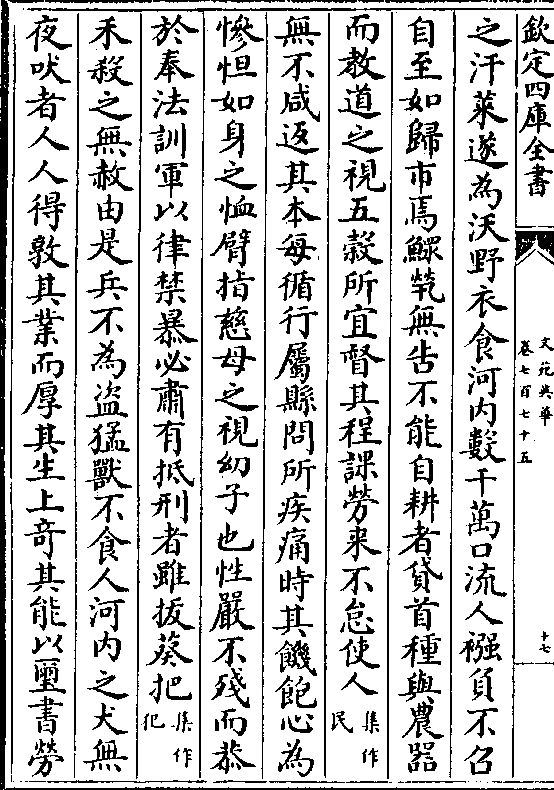 欽定四庫全書
文苑英華
卷七百七十五
十七
之汙萊遂為沃野衣食河内數千萬口流人襁負不召
自至如歸市焉鰥㷀無告不能自耕者貸首種與農器
而教道之視五穀所宜督其程課勞来不怠使人集作民
無不咸返其本每循行屬縣問所疾痛時其饑飽心為
慘怛如身之恤臂指慈母之視幼子也性嚴不殘而恭
於奉法訓軍以律禁暴必肅有抵刑者雖拔葵把集作犯
禾殺之無赦由是兵不為盗猛獸不食人河内之犬無
夜吠者人人得敦其業而厚其生上竒其能以璽書勞